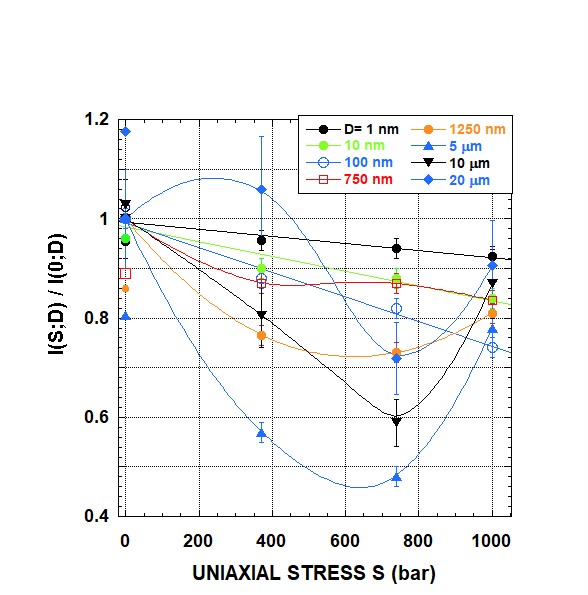 1.2
1
0.8
0.6
0.4
I(S;D) / I(0;D)
D= 1 nm
10 nm
100 nm
750 nm
1250 nm
5 μm
10 μm
20 μm
0 200 400 600 800 1000
UNIAXIAL STRESS S (bar)